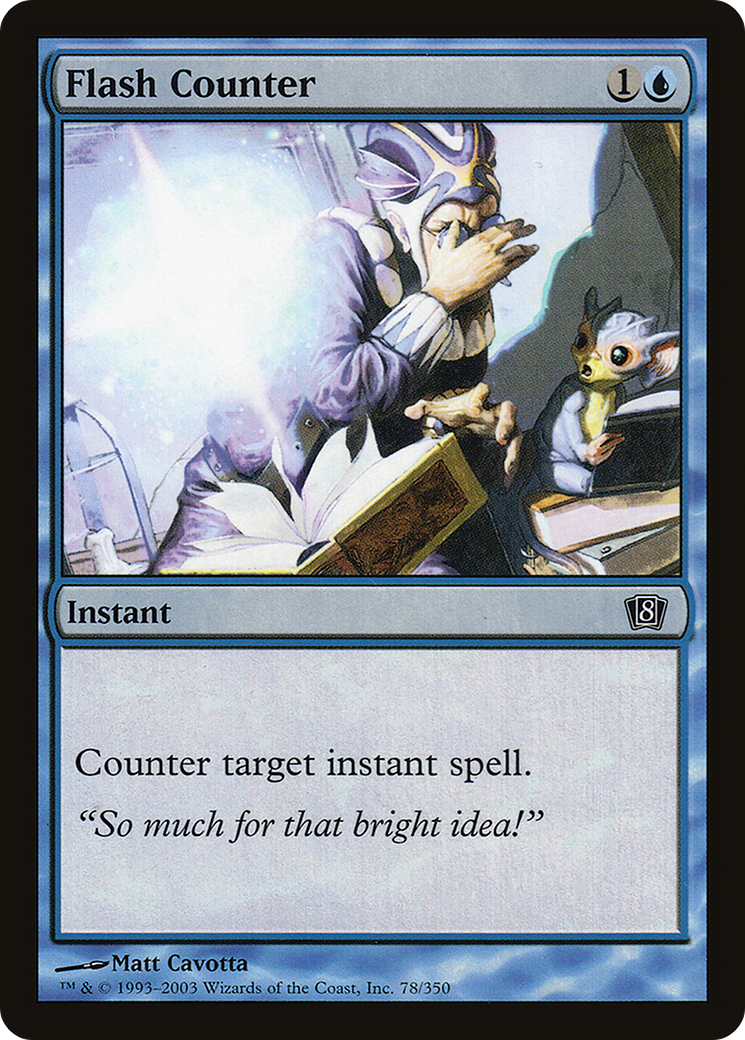 Flash Counter
1
Instant
8
Counter target instant spell.
“So much for that bright idea!”
Matt Cavotta
™ & © 1993–2003 Wizards of the Coast, Inc. 78/350